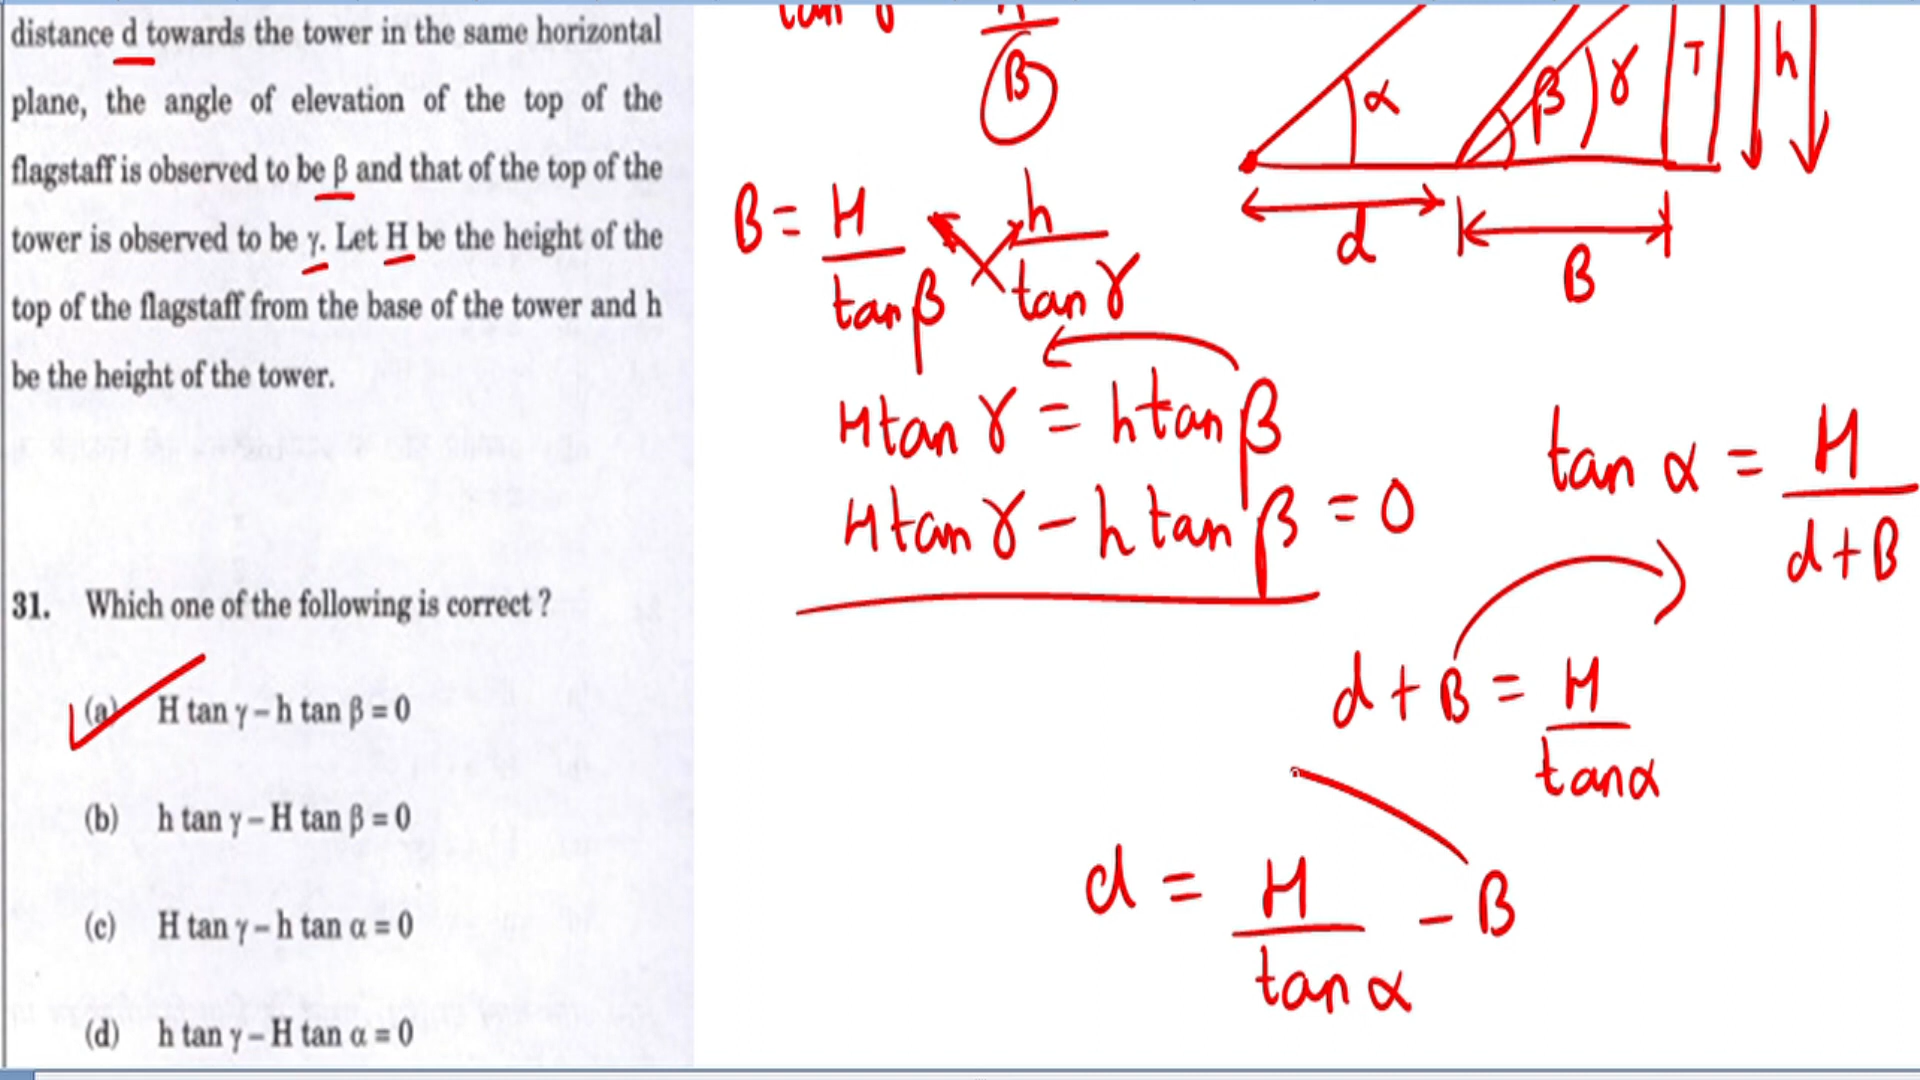 distance d towards the tower in the same horizontal
plane, the angle of elevation of the top of the
flagstaff is observed to be β and that of the top of the
tower is observed to be γ. Let H be the height of the
top of the flagstaff from the base of the tower and h
be the height of the tower.
31. Which one of the following is correct ?
(a) H tan γ – h tan β = 0
(b) h tan γ – H tan β = 0
(c) H tan γ – h tan α = 0
(d) h tan γ – H tan α = 0
B
B = H/tan β h/tan γ
H tan γ = h tan β
H tan γ – h tan β = 0
α β γ T h
d B
tan α = H/d+B
d + B = H/tan α
d = H/tan α – B